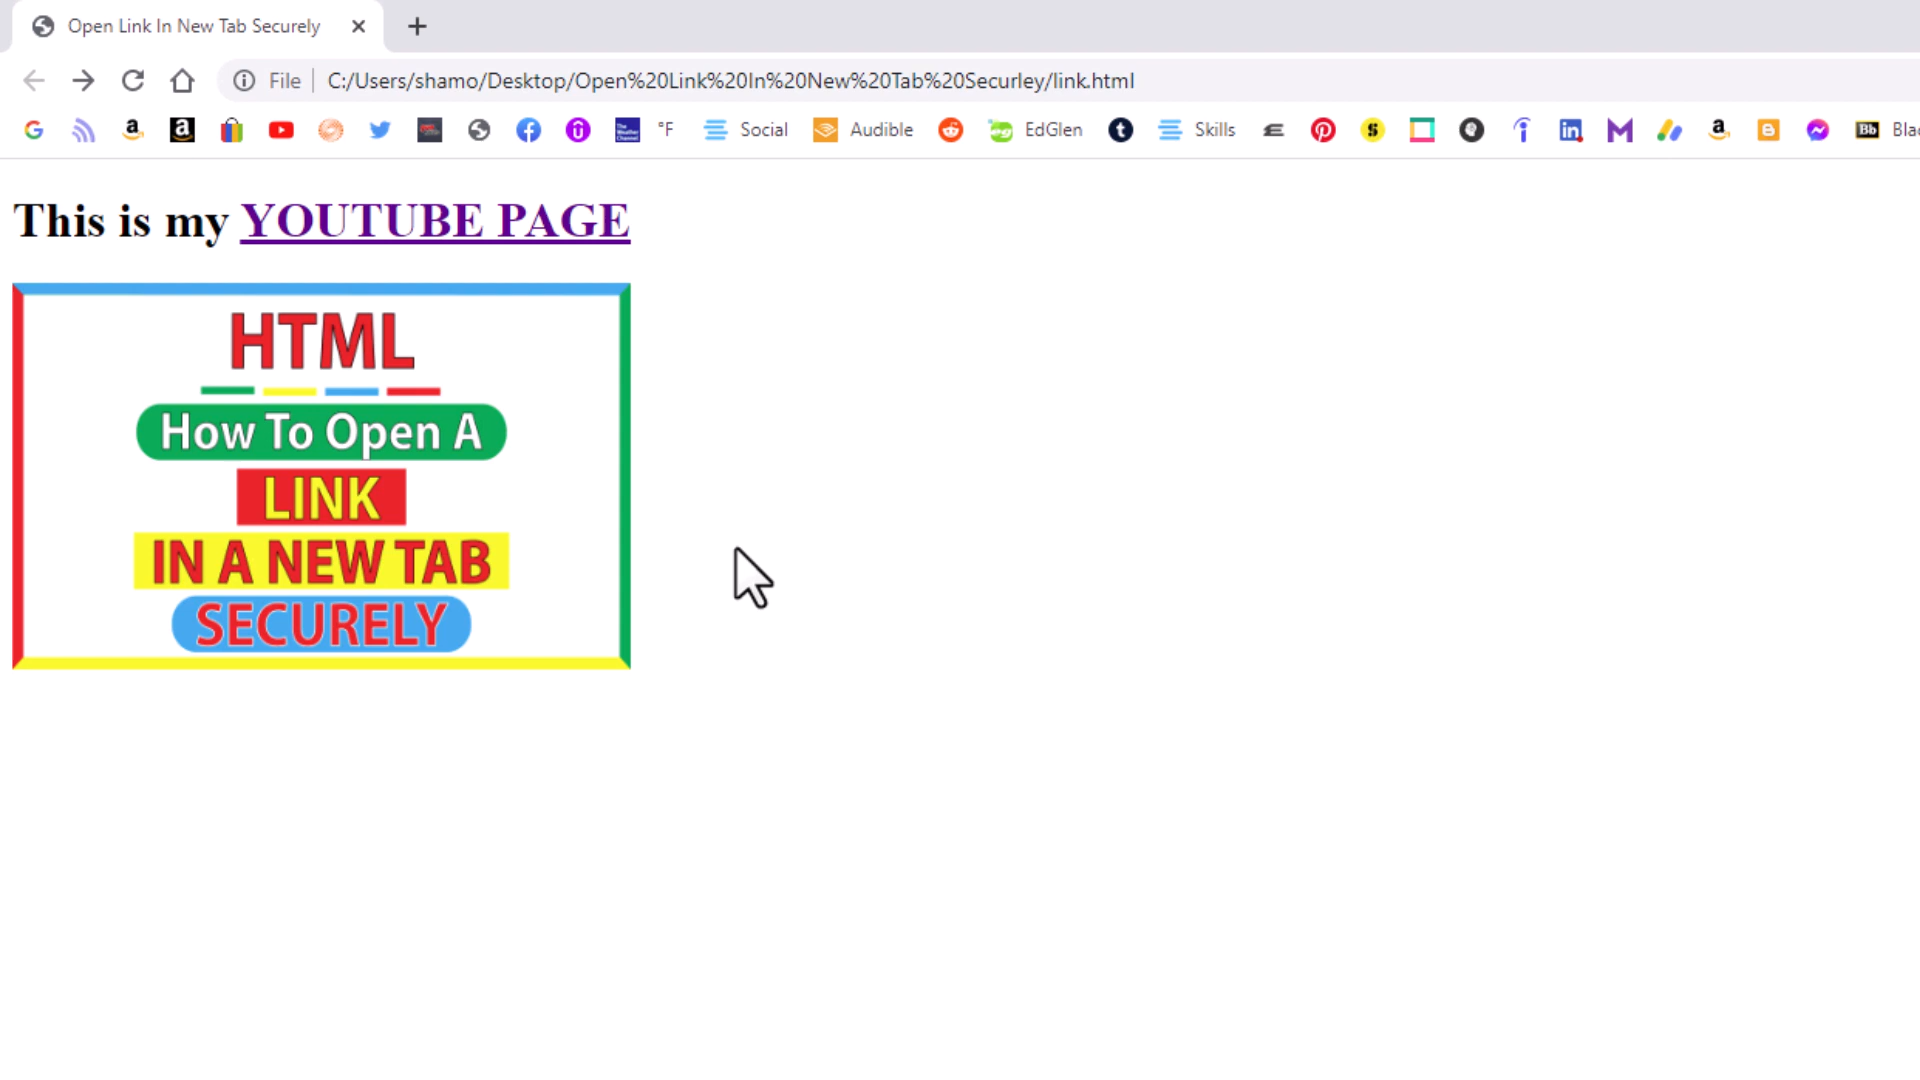 Open Link In New Tab Securely
File C:/Users/shamo/Desktop/Open%20Link%20In%20New%20Tab%20Securley/link.html
°F Social Audible EdGlen Skills Bb
This is my YOUTUBE PAGE
HTML
How To Open A
LINK
IN A NEW TAB
SECURELY